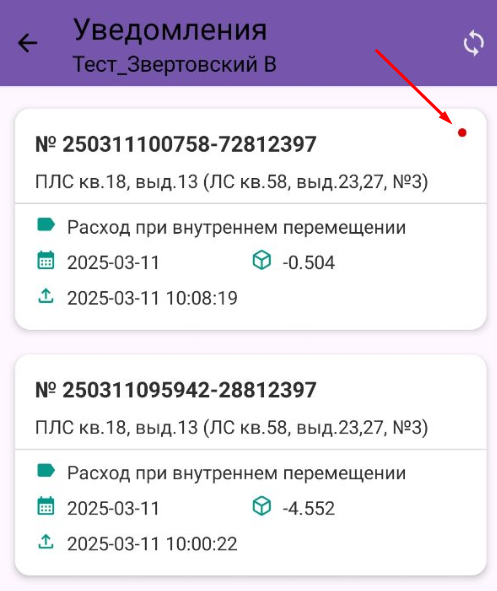 Уведомления
Тест_Звертовский В
№ 250311100758-72812397
ПЛС кв.18, выд.13 (ЛС кв.58, выд.23,27, №3)
Расход при внутреннем перемещении
2025-03-11 -0.504
2025-03-11 10:08:19
№ 250311095942-28812397
ПЛС кв.18, выд.13 (ЛС кв.58, выд.23,27, №3)
Расход при внутреннем перемещении
2025-03-11 -4.552
2025-03-11 10:00:22